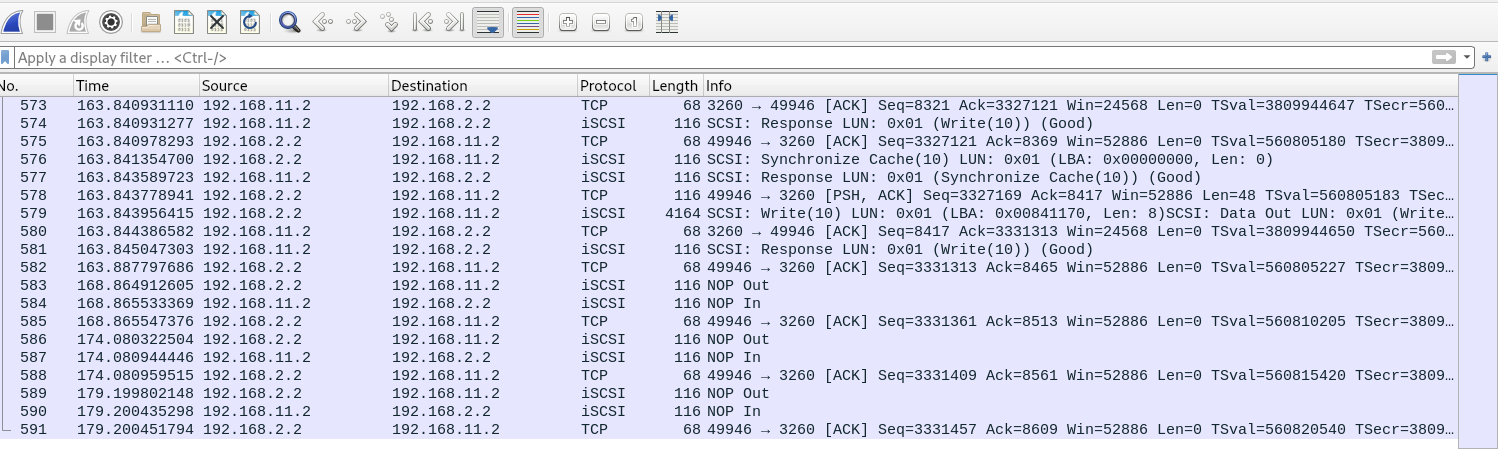 Apply a display filter … <Ctrl-/>
No. Time Source Destination Protocol Length Info
573 163.840931110 192.168.11.2 192.168.2.2 TCP 68 3260 → 49946 [ACK] Seq=8321 Ack=3327121 Win=24568 Len=0 TSval=3809944647 TSecr=560…
574 163.840931277 192.168.11.2 192.168.2.2 iSCSI 116 SCSI: Response LUN: 0x01 (Write(10)) (Good)
575 163.840978293 192.168.2.2 192.168.11.2 TCP 68 49946 → 3260 [ACK] Seq=3327121 Ack=8369 Win=52886 Len=0 TSval=560805180 TSecr=3809…
576 163.841354700 192.168.2.2 192.168.11.2 iSCSI 116 SCSI: Synchronize Cache(10) LUN: 0x01 (LBA: 0x00000000, Len: 0)
577 163.843589723 192.168.11.2 192.168.2.2 iSCSI 116 SCSI: Response LUN: 0x01 (Synchronize Cache(10)) (Good)
578 163.843778941 192.168.2.2 192.168.11.2 TCP 116 49946 → 3260 [PSH, ACK] Seq=3327169 Ack=8417 Win=52886 Len=48 TSval=560805183 TSec…
579 163.843956415 192.168.2.2 192.168.11.2 iSCSI 4164 SCSI: Write(10) LUN: 0x01 (LBA: 0x00841170, Len: 8)SCSI: Data Out LUN: 0x01 (Write…
580 163.844386582 192.168.11.2 192.168.2.2 TCP 68 3260 → 49946 [ACK] Seq=8417 Ack=3331313 Win=24568 Len=0 TSval=3809944650 TSecr=560…
581 163.845047303 192.168.11.2 192.168.2.2 iSCSI 116 SCSI: Response LUN: 0x01 (Write(10)) (Good)
582 163.887797686 192.168.2.2 192.168.11.2 TCP 68 49946 → 3260 [ACK] Seq=3331313 Ack=8465 Win=52886 Len=0 TSval=560805227 TSecr=3809…
583 168.864912605 192.168.2.2 192.168.11.2 iSCSI 116 NOP Out
584 168.865533369 192.168.11.2 192.168.2.2 iSCSI 116 NOP In
585 168.865547376 192.168.2.2 192.168.11.2 TCP 68 49946 → 3260 [ACK] Seq=3331361 Ack=8513 Win=52886 Len=0 TSval=560810205 TSecr=3809…
586 174.080322504 192.168.2.2 192.168.11.2 iSCSI 116 NOP Out
587 174.080944446 192.168.11.2 192.168.2.2 iSCSI 116 NOP In
588 174.080959515 192.168.2.2 192.168.11.2 TCP 68 49946 → 3260 [ACK] Seq=3331409 Ack=8561 Win=52886 Len=0 TSval=560815420 TSecr=3809…
589 179.199802148 192.168.2.2 192.168.11.2 iSCSI 116 NOP Out
590 179.200435298 192.168.11.2 192.168.2.2 iSCSI 116 NOP In
591 179.200451794 192.168.2.2 192.168.11.2 TCP 68 49946 → 3260 [ACK] Seq=3331457 Ack=8609 Win=52886 Len=0 TSval=560820540 TSecr=3809…